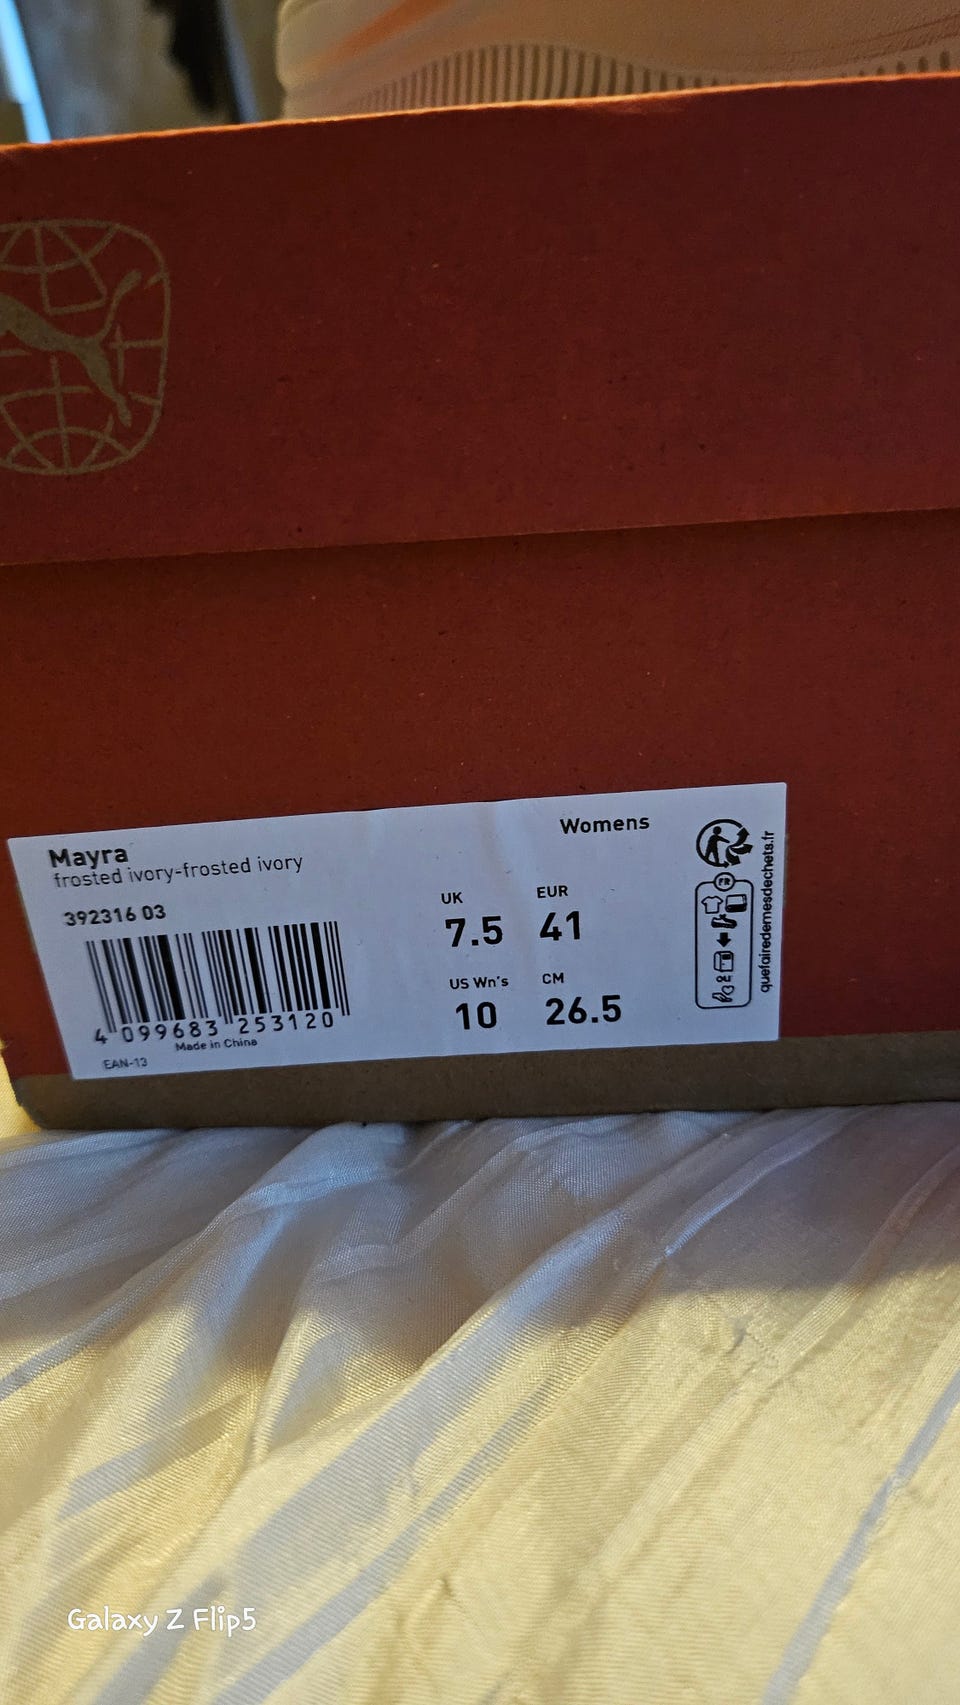 Womens
Mayra
frosted ivory-frosted ivory
392316 03
UK EUR
7.5 41
US Wn's CM
10 26.5
4 099683 253120
Made in China
EAN-13
FR
quefairedemesdechets.fr
Galaxy Z Flip5